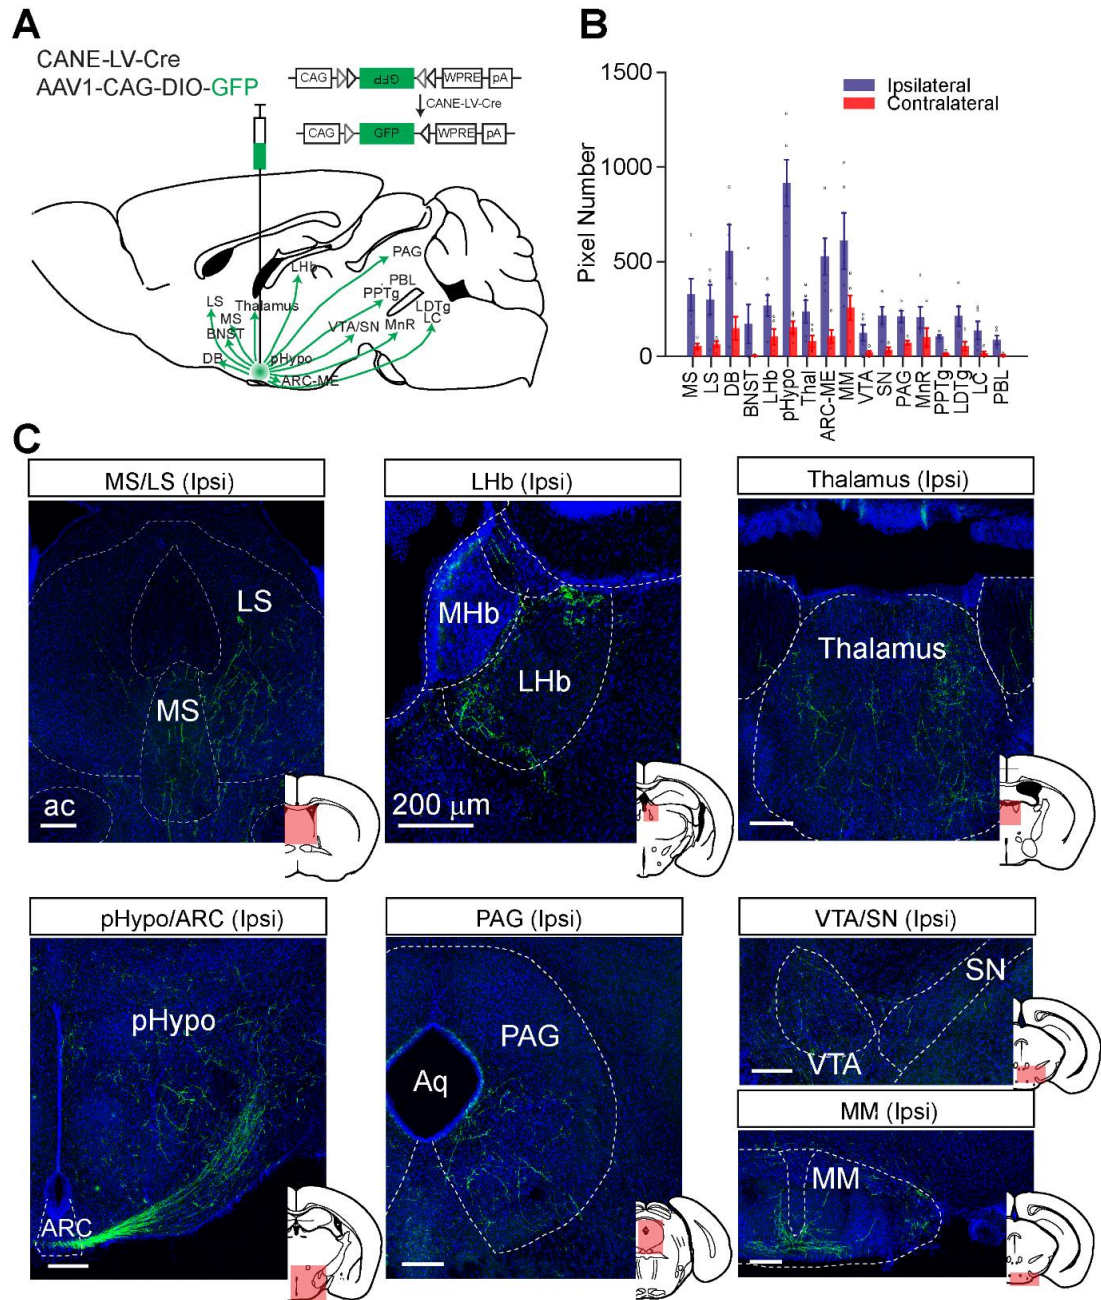 A
CANE-LV-Cre
AAV1-CAG-DIO-GFP
CAG GFP WPRE pA
CANE-LV-Cre
CAG GFP WPRE pA
PAG
LHb
PBL
PPTg
LS
Thalamus
LDTg
MS
LC
BNST
VTA/SN
MnR
DB
pHypo
ARC-ME
B
1500
Ipsilateral
Contralateral
1000
Pixel Number
500
0
MS
LS
DB
BNST
LHb
pHypo
Thal
ARC-ME
MM
VTA
SN
PAG
MnR
PPTg
LDTg
LC
PBL
C
MS/LS (Ipsi)
LS
MS
ac
LHb (Ipsi)
MHb
LHb
200 μm
Thalamus (Ipsi)
Thalamus
pHypo/ARC (Ipsi)
pHypo
ARC
PAG (Ipsi)
PAG
Aq
VTA/SN (Ipsi)
SN
VTA
MM (Ipsi)
MM